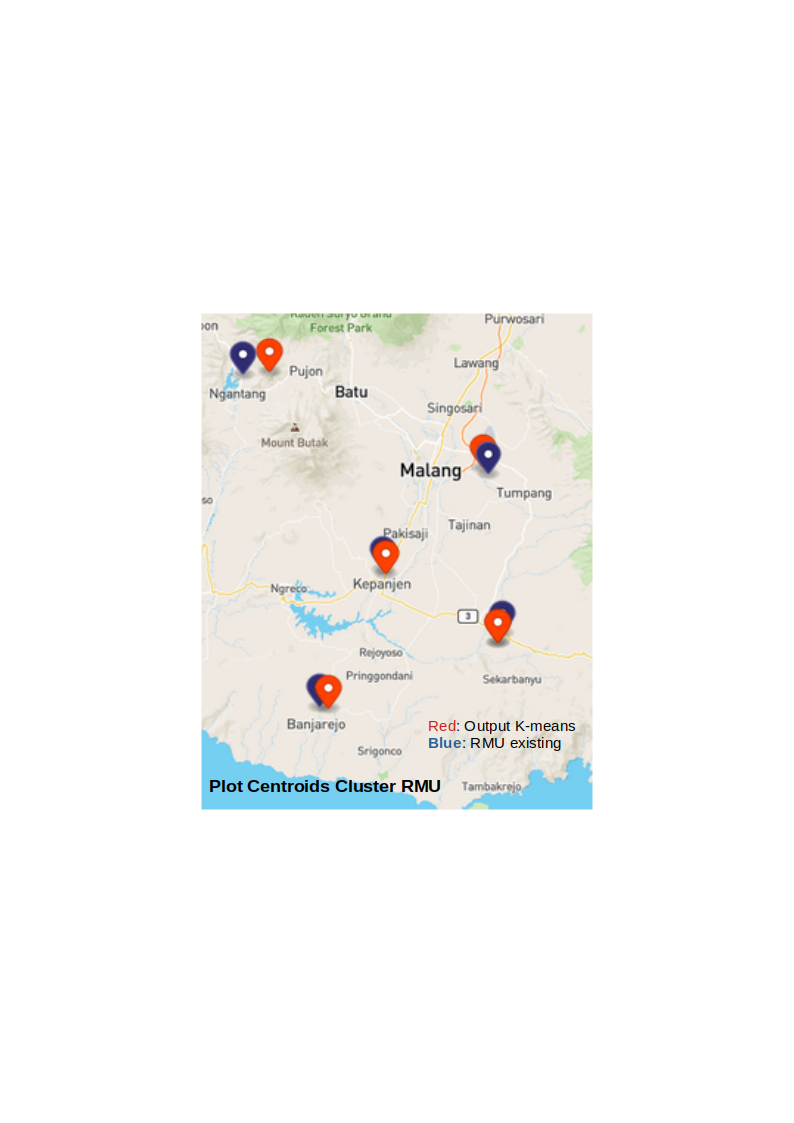 Raden Suryo Grand
Forest Park
Purwosari
oon
Lawang
Pujon
Batu
Ngantang
Singosari
Mount Butak
Malang
Tumpang
so
Tajinan
Pakisaji
Kepanjen
Ngreco
3
Rejoyoso
Pringgondani
Sekarbanyu
Banjarejo
Red: Output K-means
Blue: RMU existing
Srigonco
Plot Centroids Cluster RMU
Tambakrejo